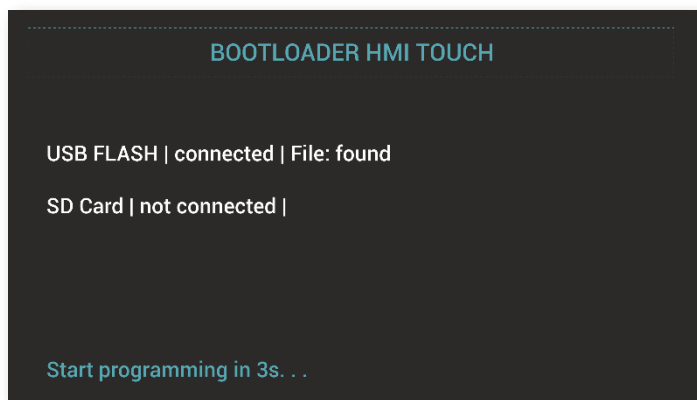 BOOTLOADER HMI TOUCH
USB FLASH | connected | File: found
SD Card | not connected |
Start programming in 3s. . .